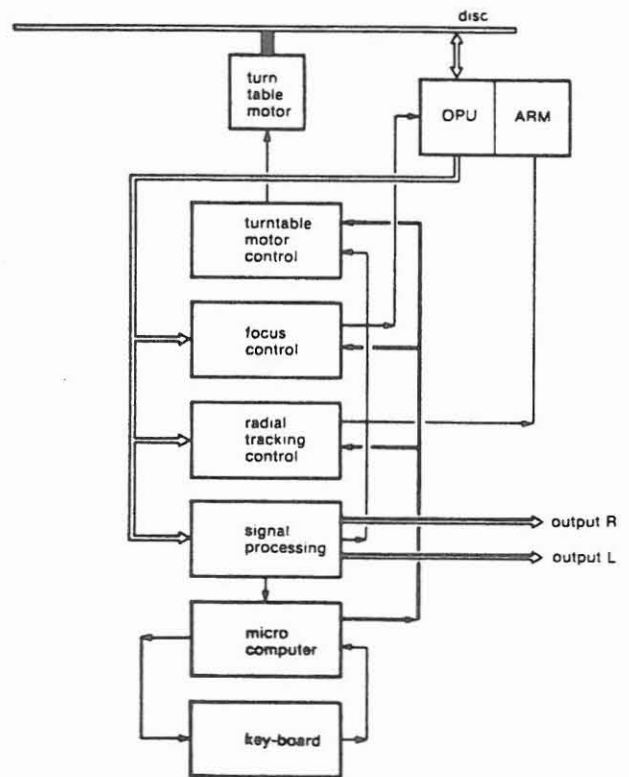 disc
turn
table
motor
OPU
ARM
turntable
motor
control
focus
control
radial
tracking
control
signal
processing
output R
output L
micro
computer
key-board